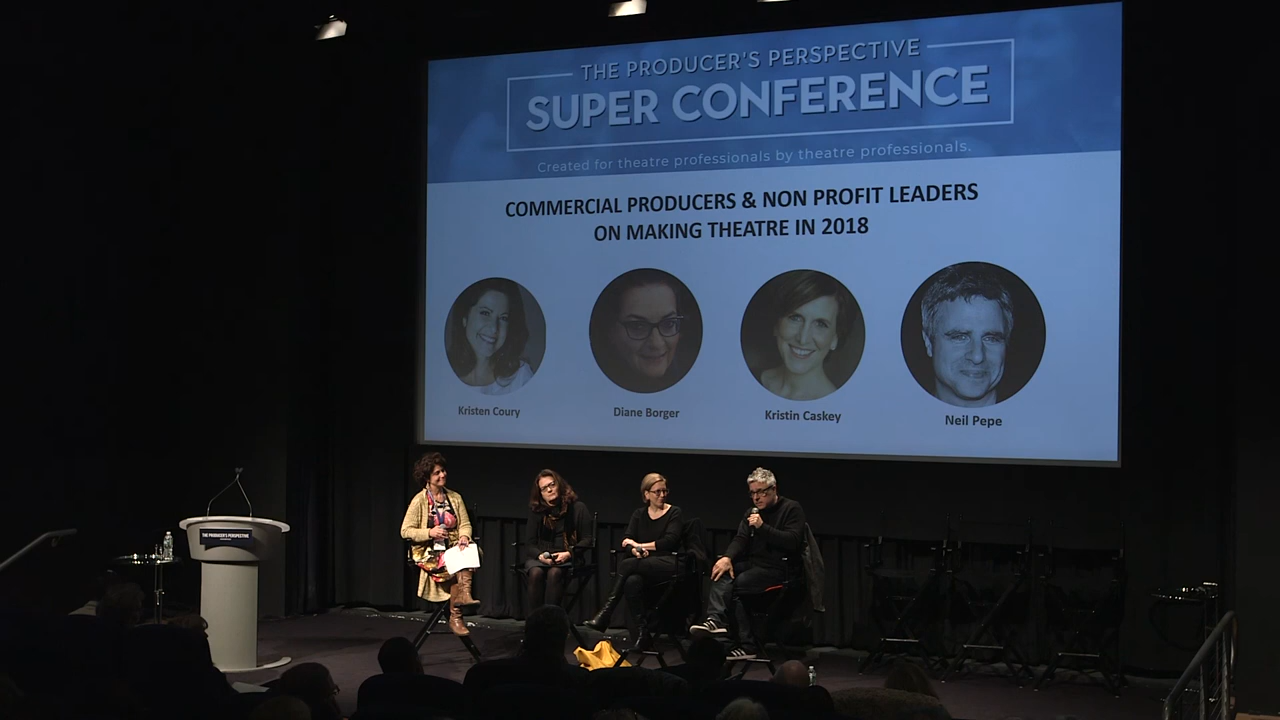 THE PRODUCER'S PERSPECTIVE
SUPER CONFERENCE
Created for theatre professionals by theatre professionals.
COMMERCIAL PRODUCERS & NON PROFIT LEADERS
ON MAKING THEATRE IN 2018
Kristen Coury
Diane Borger
Kristin Caskey
Neil Pepe
THE PRODUCER'S PERSPECTIVE